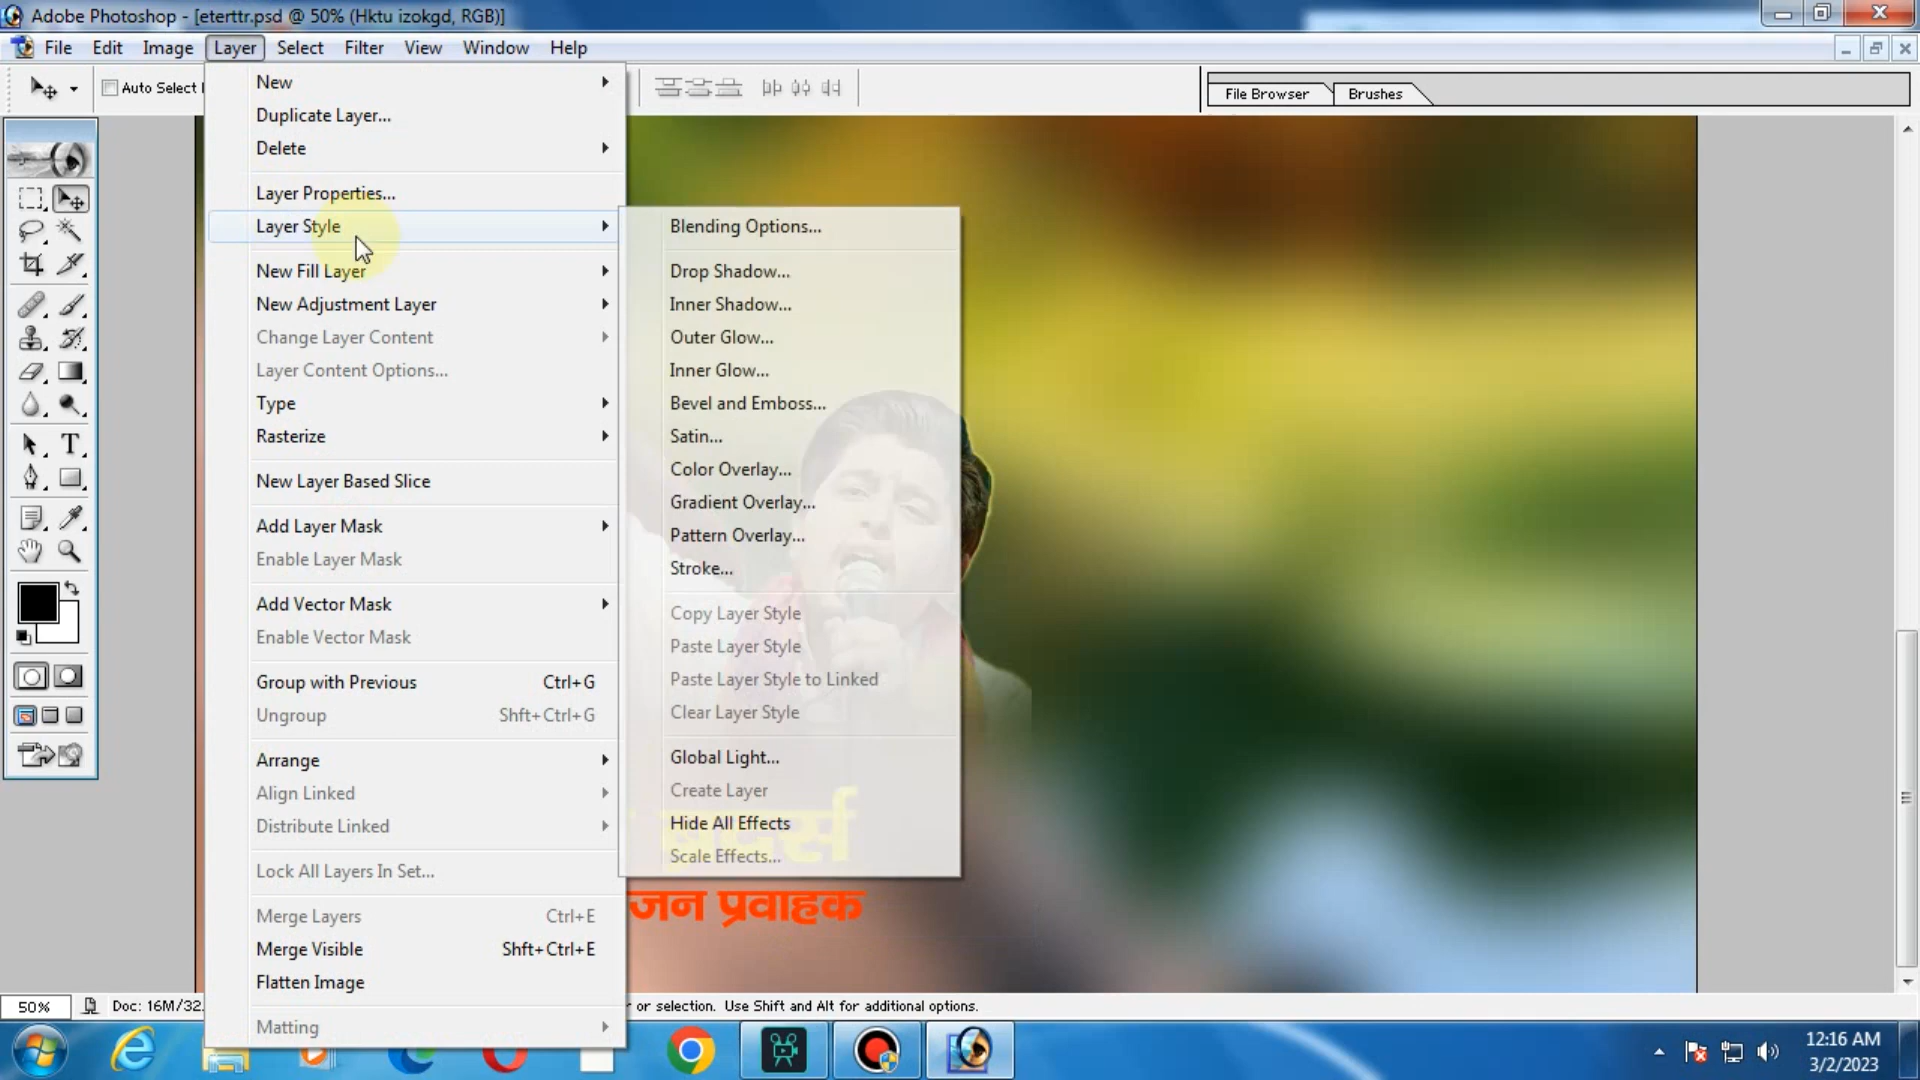 Adobe Photoshop - [eterttr.psd @ 50% (Hktu izokgd, RGB)]
File Edit Image Layer Select Filter View Window Help
Auto Select
File Browser Brushes
New
Duplicate Layer...
Delete
Layer Properties...
Layer Style
New Fill Layer
New Adjustment Layer
Change Layer Content
Layer Content Options...
Type
Rasterize
New Layer Based Slice
Add Layer Mask
Enable Layer Mask
Add Vector Mask
Enable Vector Mask
Group with Previous Ctrl+G
Ungroup Shft+Ctrl+G
Arrange
Align Linked
Distribute Linked
Lock All Layers In Set...
Merge Layers Ctrl+E
Merge Visible Shft+Ctrl+E
Flatten Image
Matting
Blending Options...
Drop Shadow...
Inner Shadow...
Outer Glow...
Inner Glow...
Bevel and Emboss...
Satin...
Color Overlay...
Gradient Overlay...
Pattern Overlay...
Stroke...
Copy Layer Style
Paste Layer Style
Paste Layer Style to Linked
Clear Layer Style
Global Light...
Create Layer
Hide All Effects
Scale Effects...
जन प्रवाहक
50% Doc: 16M/32. or selection. Use Shift and Alt for additional options.
12:16 AM
3/2/2023